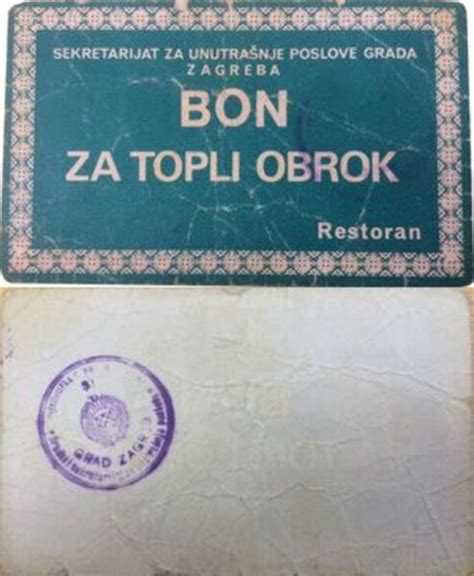 SEKRETARIJAT ZA UNUTRAŠNJE POSLOVE GRADA
ZAGREBA
BON
ZA TOPLI OBROK
Restoran
GRAD ZAGREB